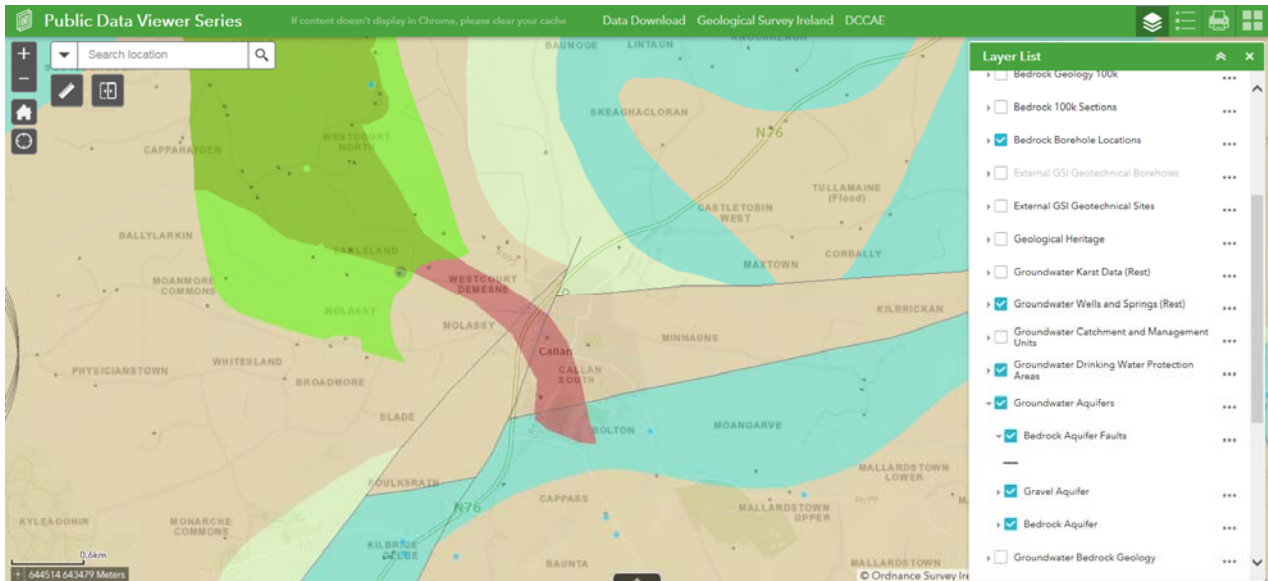 Public Data Viewer Series
If content doesn't display in Chrome, please clear your cache
Data Download Geological Survey Ireland DCCAE
+
−
Search location
BAUNOGE
LINTAUN
SKEAGHACLORAN
N76
WESTCOURT
NORTH
CAPPAHAYDEN
TULLAMAINE
(Flood)
CASTLETOBIN
WEST
BALLYLARKIN
EARLSLAND
R695
CORBALLY
MAXTOWN
WESTCOURT
DEMESNE
MOANMORE
COMMONS
MOLASSY
MOLASSY
KILBRICKAN
MINNAUNS
Callan
CALLAN
SOUTH
WHITESLAND
PHYSICIANSTOWN
BROADMORE
SLADE
BOLTON
MOANGARVE
MALLARDSTOWN
LOWER
FOULKSRATH
CAPPASS
R699
N76
MALLARDSTOWN
UPPER
KYLEADOHIR
MONARCHE
COMMONS
KILBRIDE
GLEBE
BAUNTA
MALLARDSTOWN
0.6km
644514 643479 Meters
© Ordnance Survey Ire
Layer List
Bedrock Geology 100k
Bedrock 100k Sections
Bedrock Borehole Locations
External GSI Geotechnical Boreholes
External GSI Geotechnical Sites
Geological Heritage
Groundwater Karst Data (Rest)
Groundwater Wells and Springs (Rest)
Groundwater Catchment and Management
Units
Groundwater Drinking Water Protection
Areas
Groundwater Aquifers
Bedrock Aquifer Faults
Gravel Aquifer
Bedrock Aquifer
Groundwater Bedrock Geology